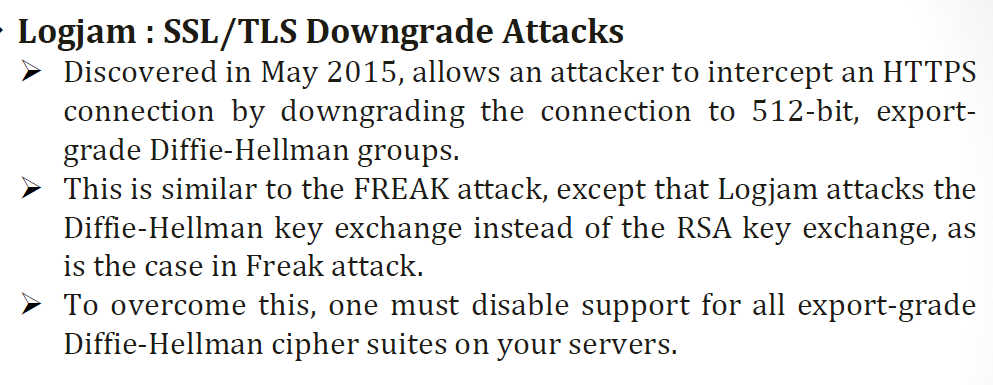 Logjam : SSL/TLS Downgrade Attacks
➢ Discovered in May 2015, allows an attacker to intercept an HTTPS
connection by downgrading the connection to 512-bit, export-
grade Diffie-Hellman groups.
➢ This is similar to the FREAK attack, except that Logjam attacks the
Diffie-Hellman key exchange instead of the RSA key exchange, as
is the case in Freak attack.
➢ To overcome this, one must disable support for all export-grade
Diffie-Hellman cipher suites on your servers.